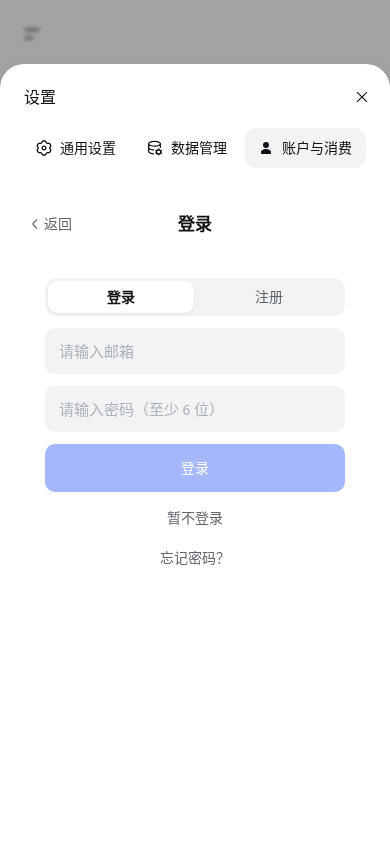 设置
通用设置 数据管理 账户与消费
返回 登录
登录 注册
请输入邮箱
请输入密码（至少 6 位）
登录
暂不登录
忘记密码?